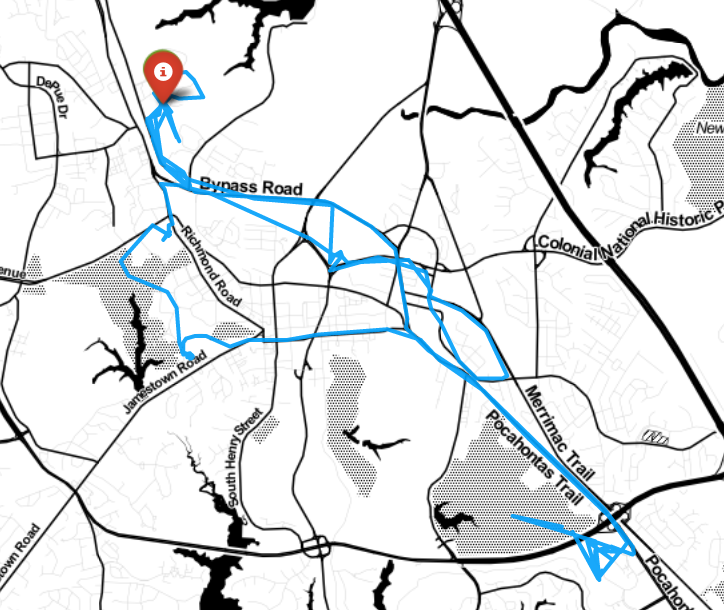 DePue Dr
New
Bypass Road
Colonial National Historic P
Richmond Road
enue
Jamestown Road
Merrimac Trail
Pocahontas Trail
South Henry Street
town Road
Pocahon